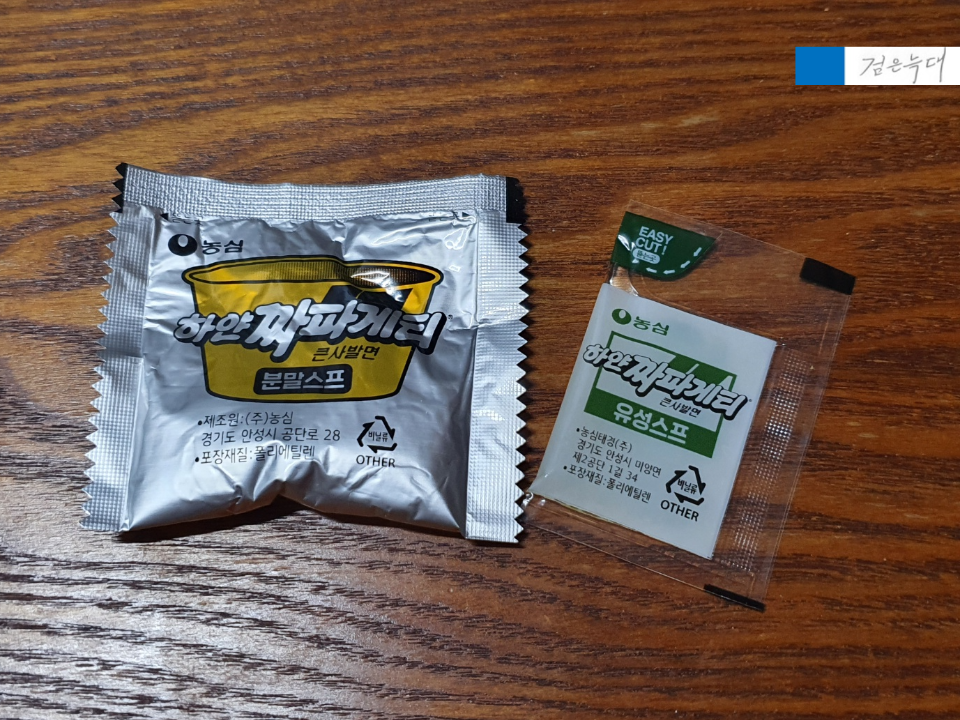 검은늑대
농심
하얀 짜파게티
큰사발면
분말스프
•제조원:(주)농심
경기도 안성시 공단로 28
•포장재질:폴리에틸렌
비닐류
OTHER
EASY
CUT!
뜯는곳
농심
하얀 짜파게티
큰사발면
유성스프
•농심태경(주)
경기도 안성시 미양면
제2공단 1길 34
•포장재질:폴리에틸렌
비닐류
OTHER